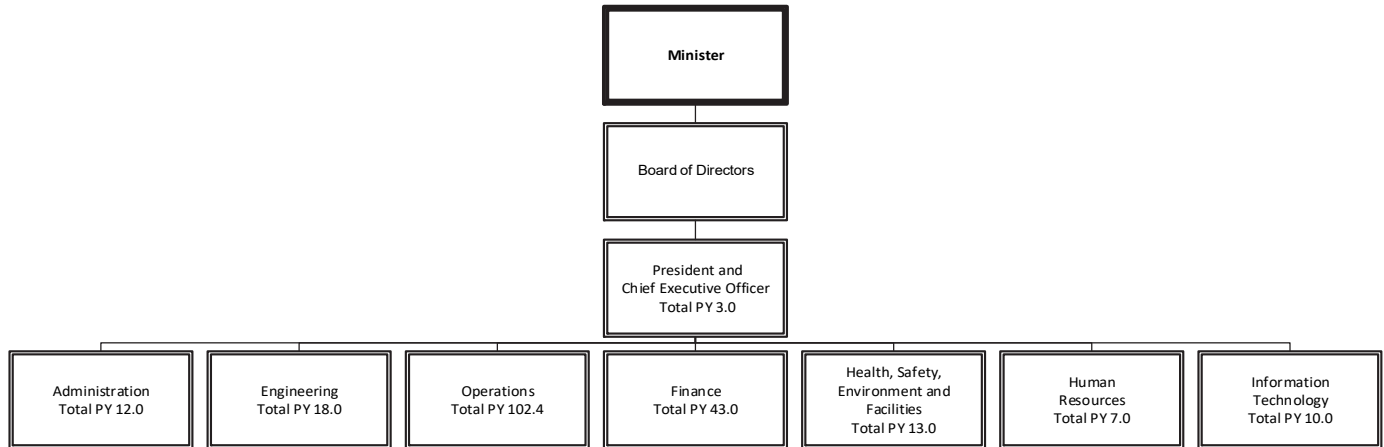 Minister
Board of Directors
President and
Chief Executive Officer
Total PY 3.0
Administration
Total PY 12.0
Engineering
Total PY 18.0
Operations
Total PY 102.4
Finance
Total PY 43.0
Health, Safety,
Environment and
Facilities
Total PY 13.0
Human
Resources
Total PY 7.0
Information
Technology
Total PY 10.0